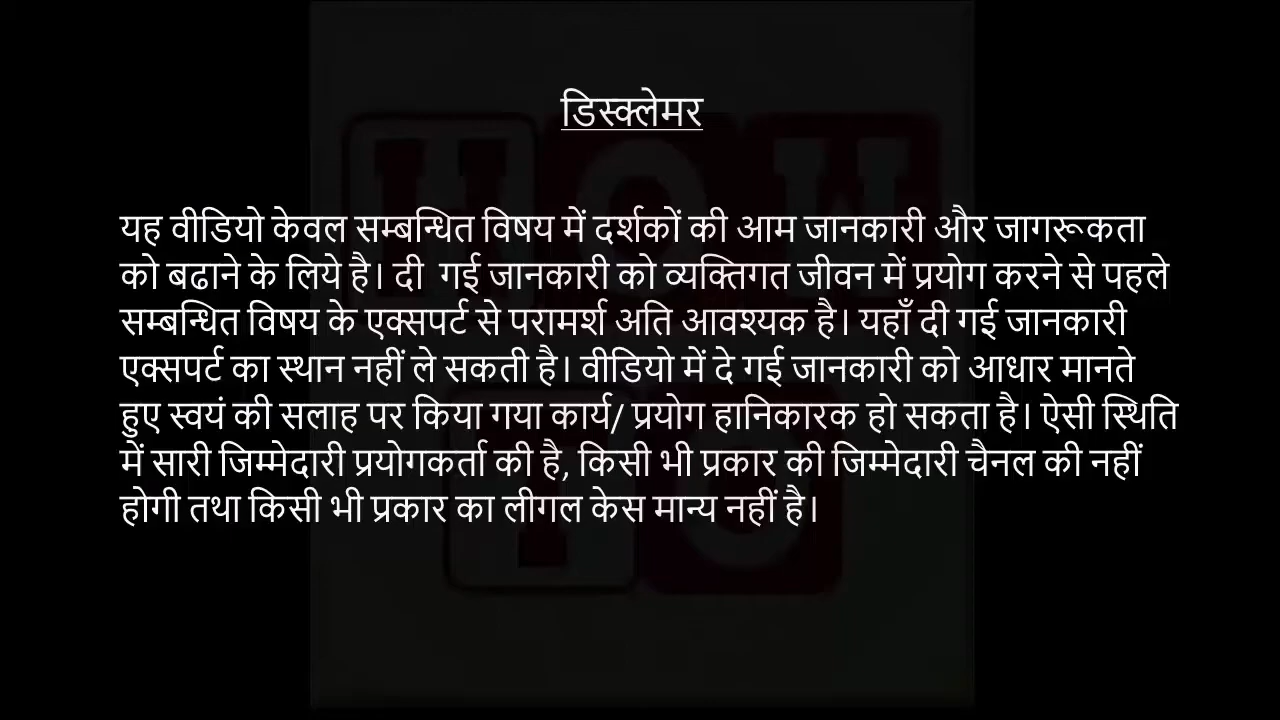 डिस्क्लेमर
यह वीडियो केवल सम्बन्धित विषय में दर्शकों की आम जानकारी और जागरूकता
को बढाने के लिये है। दी गई जानकारी को व्यक्तिगत जीवन में प्रयोग करने से पहले
सम्बन्धित विषय के एक्सपर्ट से परामर्श अति आवश्यक है। यहाँ दी गई जानकारी
एक्सपर्ट का स्थान नहीं ले सकती है। वीडियो में दे गई जानकारी को आधार मानते
हुए स्वयं की सलाह पर किया गया कार्य/ प्रयोग हानिकारक हो सकता है। ऐसी स्थिति
में सारी जिम्मेदारी प्रयोगकर्ता की है, किसी भी प्रकार की जिम्मेदारी चैनल की नहीं
होगी तथा किसी भी प्रकार का लीगल केस मान्य नहीं है।
HOW
TO